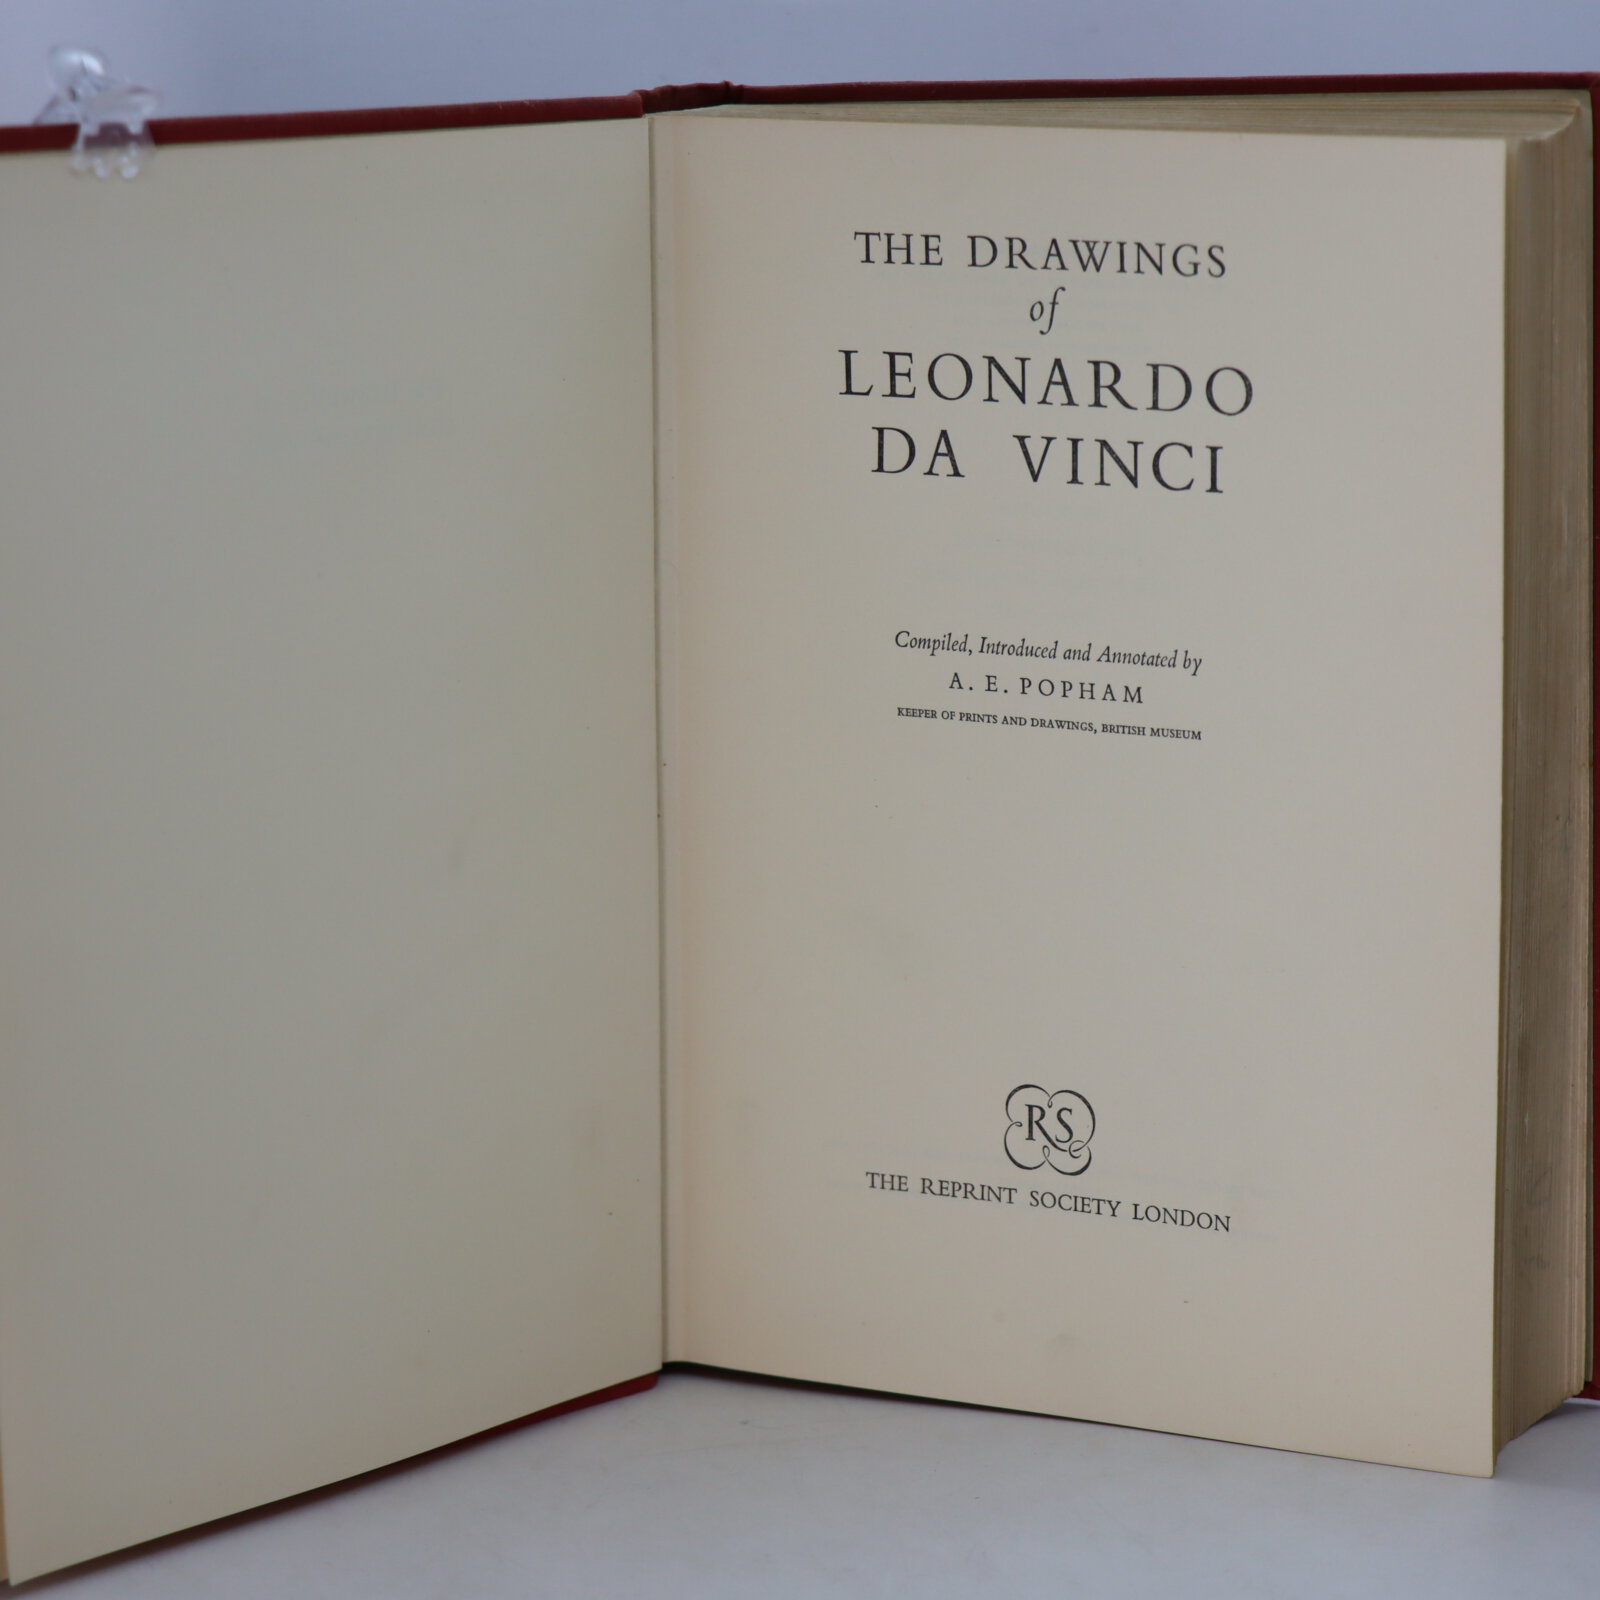 THE DRAWINGS
of
LEONARDO
DA VINCI
Compiled, Introduced and Annotated by
A. E. POPHAM
KEEPER OF PRINTS AND DRAWINGS, BRITISH MUSEUM
RS
THE REPRINT SOCIETY LONDON